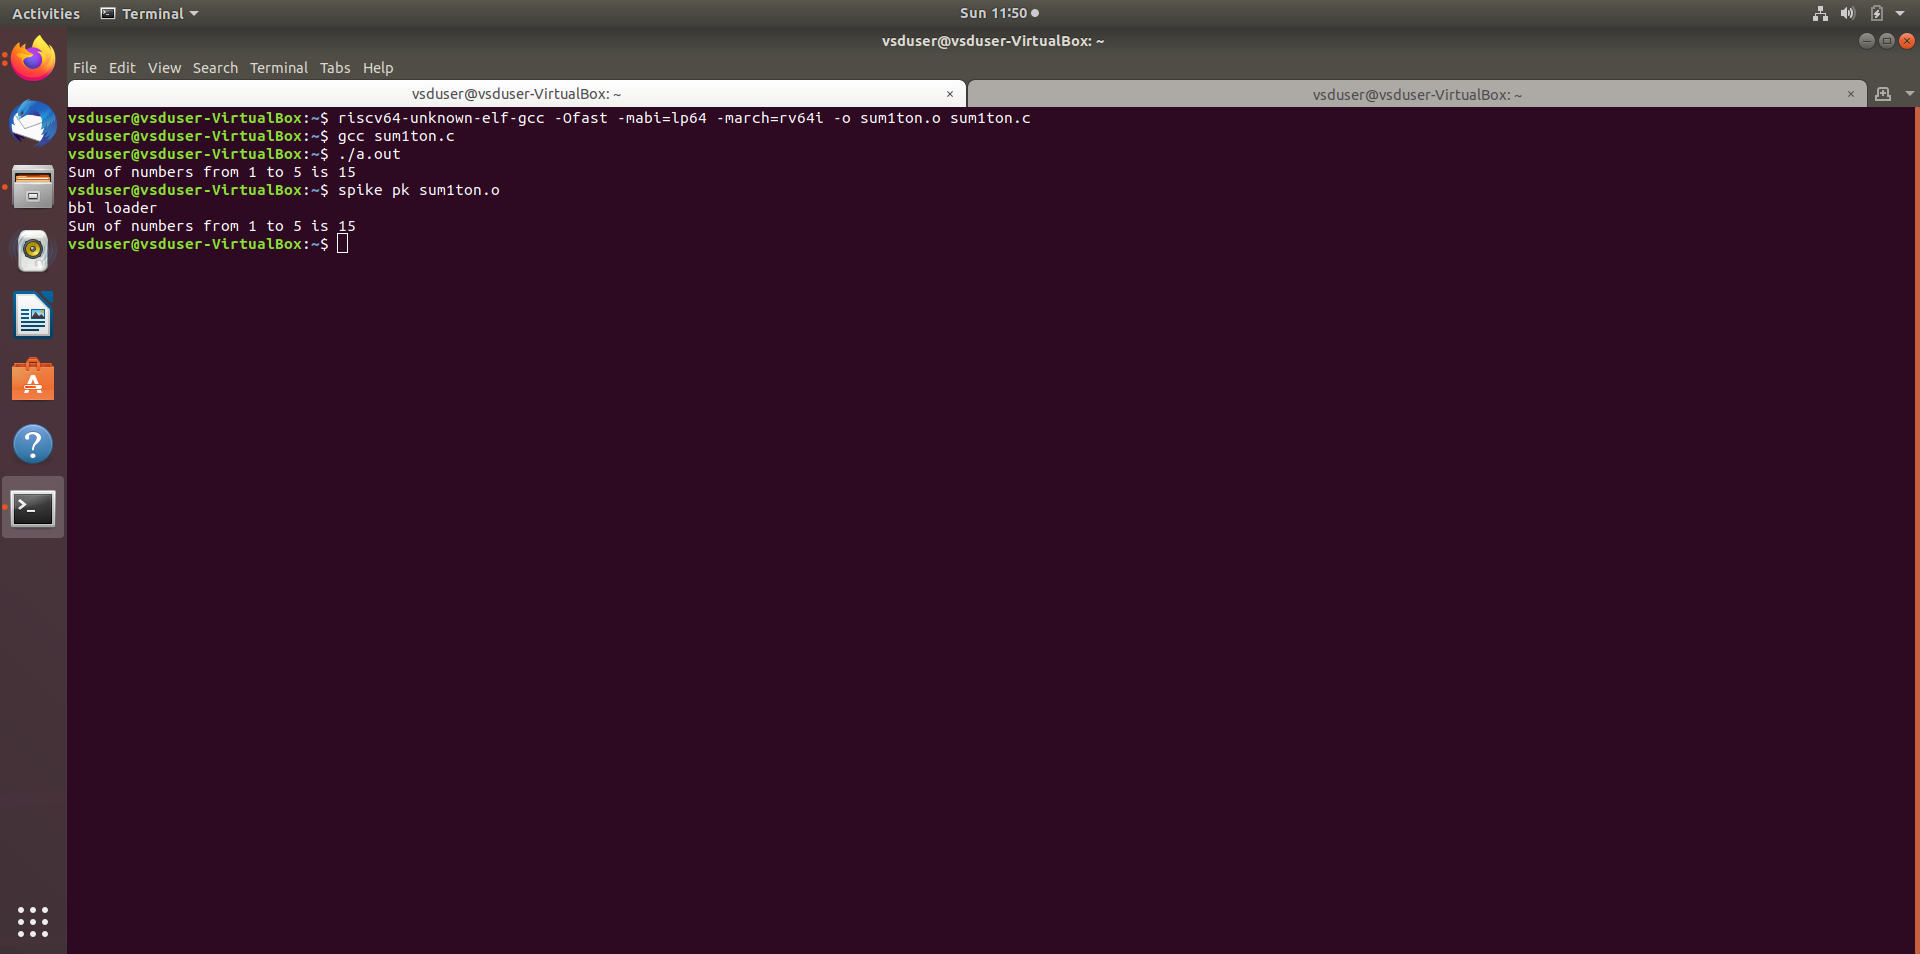 Activities Terminal Sun 11:50
vsduser@vsduser-VirtualBox: ~
File Edit View Search Terminal Tabs Help
vsduser@vsduser-VirtualBox: ~ × vsduser@vsduser-VirtualBox: ~ ×
vsduser@vsduser-VirtualBox:~$ riscv64-unknown-elf-gcc -Ofast -mabi=lp64 -march=rv64i -o sum1ton.o sum1ton.c
vsduser@vsduser-VirtualBox:~$ gcc sum1ton.c
vsduser@vsduser-VirtualBox:~$ ./a.out
Sum of numbers from 1 to 5 is 15
vsduser@vsduser-VirtualBox:~$ spike pk sum1ton.o
bbl loader
Sum of numbers from 1 to 5 is 15
vsduser@vsduser-VirtualBox:~$